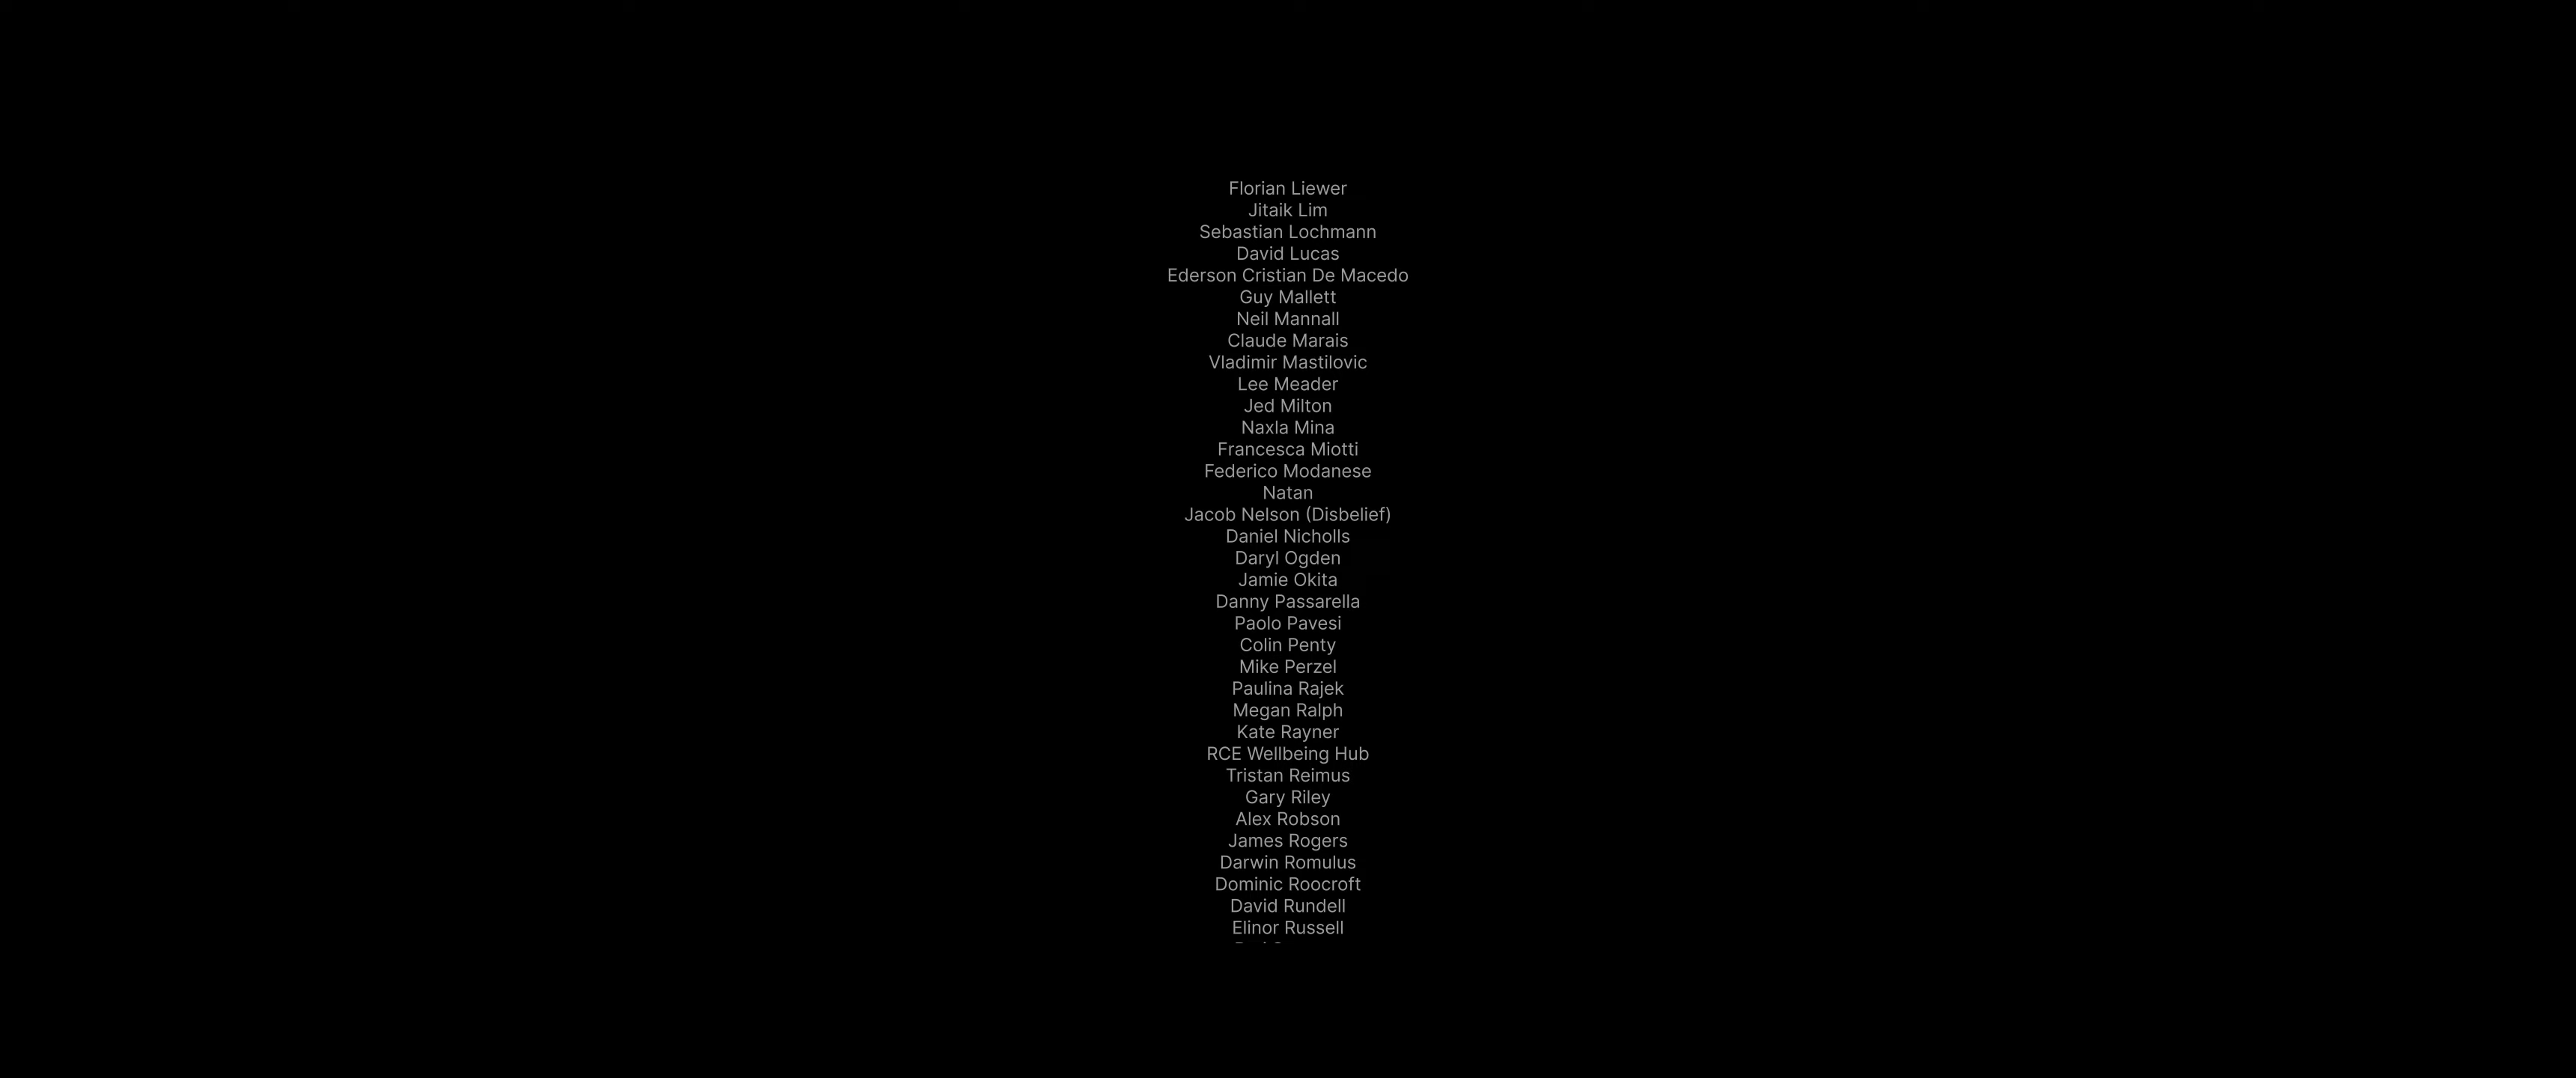 Florian Liewer
Jitaik Lim
Sebastian Lochmann
David Lucas
Ederson Cristian De Macedo
Guy Mallett
Neil Mannall
Claude Marais
Vladimir Mastilovic
Lee Meader
Jed Milton
Naxla Mina
Francesca Miotti
Federico Modanese
Natan
Jacob Nelson (Disbelief)
Daniel Nicholls
Daryl Ogden
Jamie Okita
Danny Passarella
Paolo Pavesi
Colin Penty
Mike Perzel
Paulina Rajek
Megan Ralph
Kate Rayner
RCE Wellbeing Hub
Tristan Reimus
Gary Riley
Alex Robson
James Rogers
Darwin Romulus
Dominic Roocroft
David Rundell
Elinor Russell